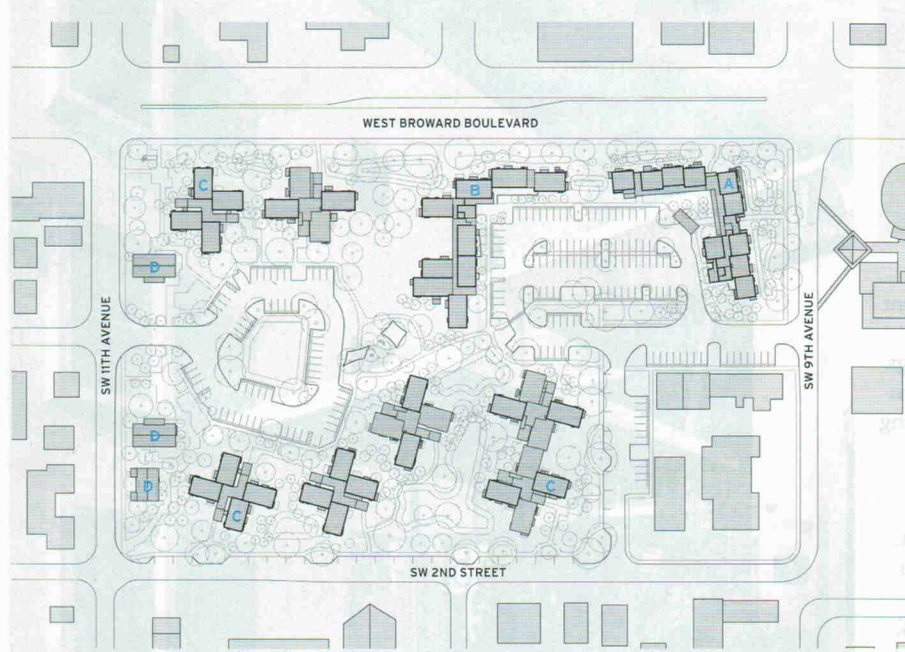 WEST BROWARD BOULEVARD
C
B
A
D
SW 11TH AVENUE
SW 9TH AVENUE
D
D
C
C
SW 2ND STREET